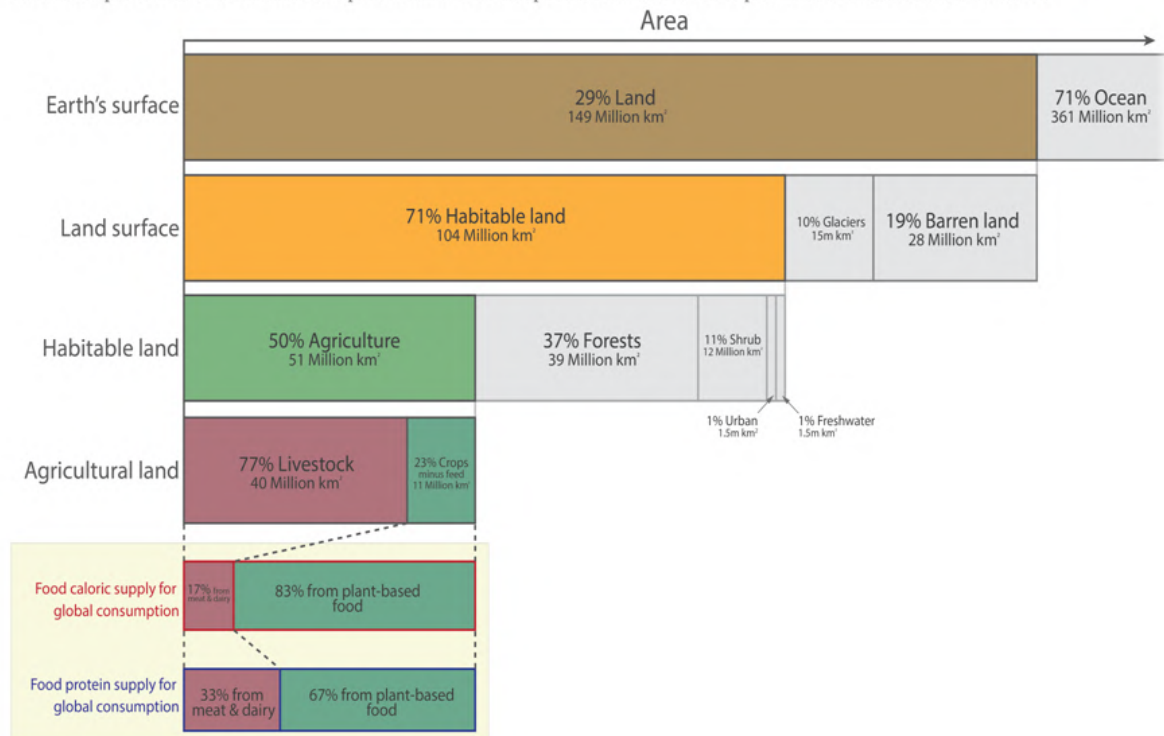 Area
Earth's surface
29% Land
149 Million km²
71% Ocean
361 Million km²
Land surface
71% Habitable land
104 Million km²
10% Glaciers
15m km²
19% Barren land
28 Million km²
Habitable land
50% Agriculture
51 Million km²
37% Forests
39 Million km²
11% Shrub
12 Million km²
1% Urban
1.5m km²
1% Freshwater
1.5m km²
Agricultural land
77% Livestock
40 Million km²
23% Crops
minus feed
11 Million km²
Food caloric supply for
global consumption
17% from
meat & dairy
83% from plant-based
food
Food protein supply for
global consumption
33% from
meat & dairy
67% from plant-based
food